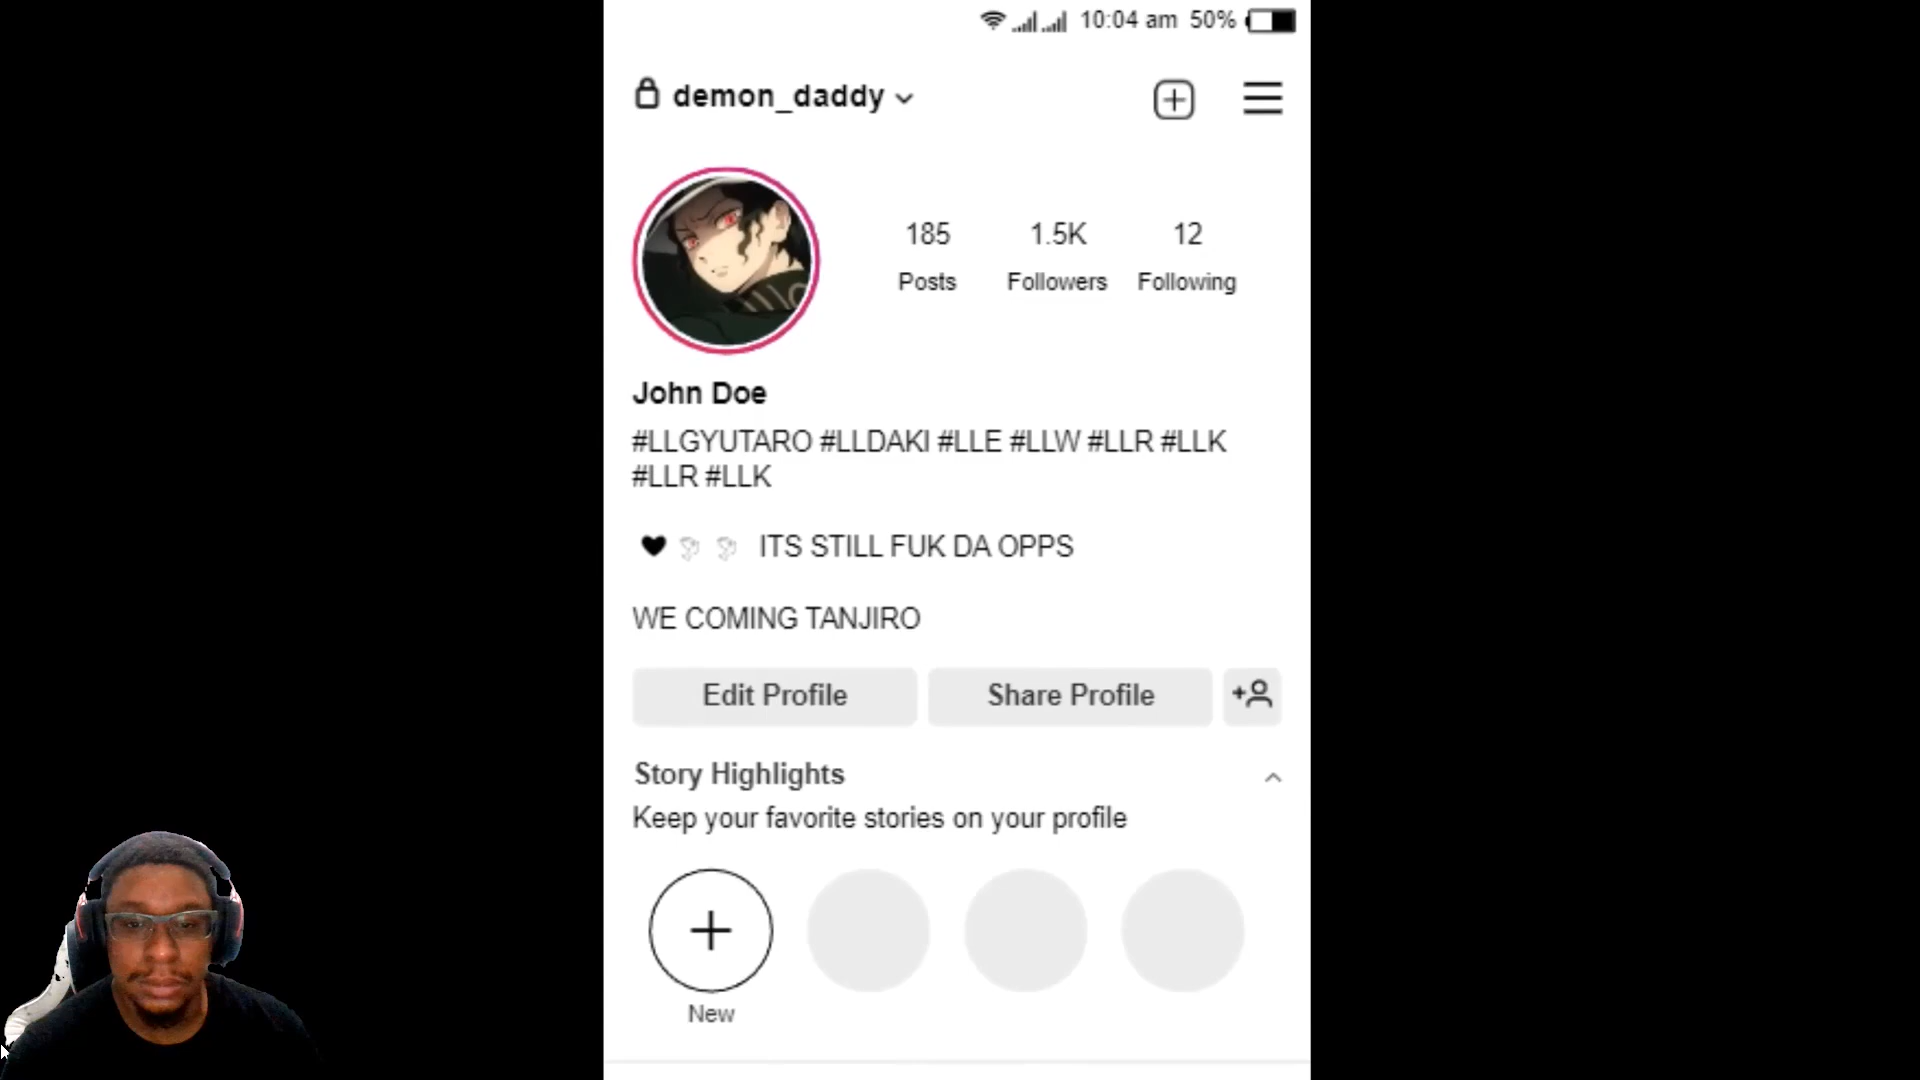 10:04 am 50%
demon_daddy
185 1.5K 12
Posts Followers Following
John Doe
#LLGYUTARO #LLDAKI #LLE #LLW #LLR #LLK
#LLR #LLK
ITS STILL FUK DA OPPS
WE COMING TANJIRO
Edit Profile Share Profile
Story Highlights
Keep your favorite stories on your profile
New